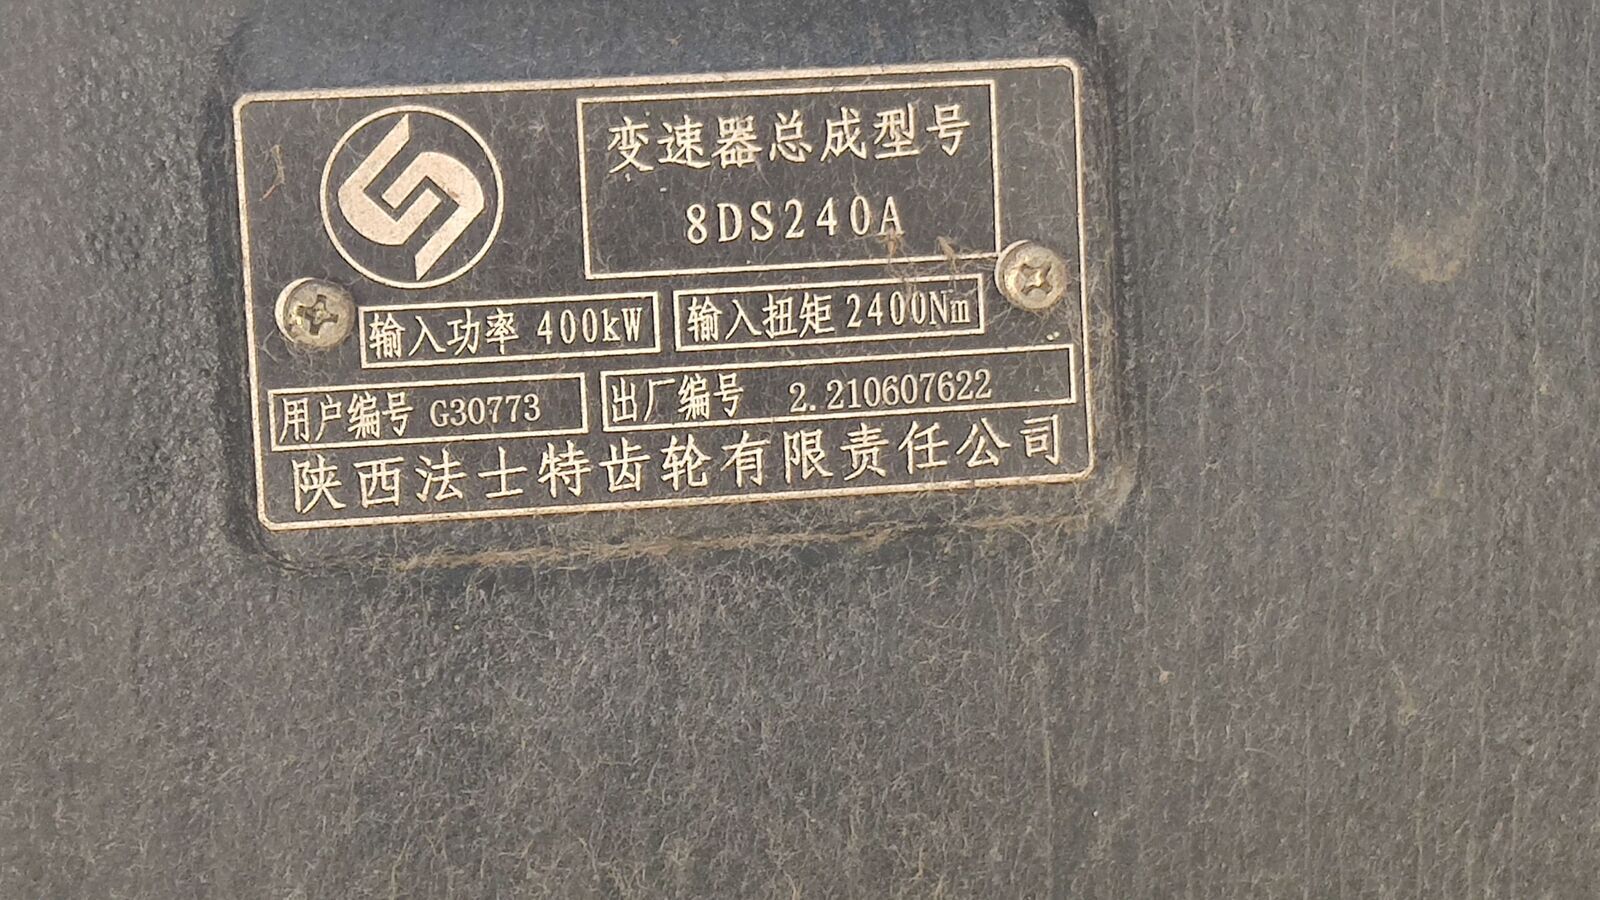 变速器总成型号
8DS240A
输入功率 400kW 输入扭矩 2400Nm
用户编号 G30773 出厂编号 2.210607622
陕西法士特齿轮有限责任公司